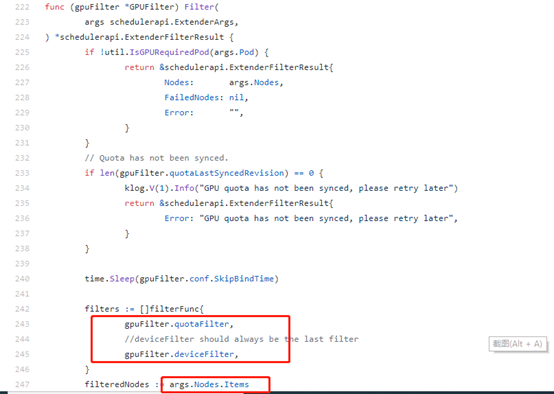 222 func (gpuFilter *GPUFilter) Filter(
223 args schedulerapi.ExtenderArgs,
224 ) *schedulerapi.ExtenderFilterResult {
225 if !util.IsGPURequiredPod(args.Pod) {
226 return &schedulerapi.ExtenderFilterResult{
227 Nodes: args.Nodes,
228 FailedNodes: nil,
229 Error: "",
230 }
231 }
232 // Quota has not been synced.
233 if len(gpuFilter.quotaLastSyncedRevision) == 0 {
234 klog.V(1).Info("GPU quota has not been synced, please retry later")
235 return &schedulerapi.ExtenderFilterResult{
236 Error: "GPU quota has not been synced, please retry later",
237 }
238 }
239
240 time.Sleep(gpuFilter.conf.SkipBindTime)
241
242 filters := []filterFunc{
243 gpuFilter.quotaFilter,
244 //deviceFilter should always be the last filter
245 gpuFilter.deviceFilter,
246 }
247 filteredNodes := args.Nodes.Items
截图(Alt + A)